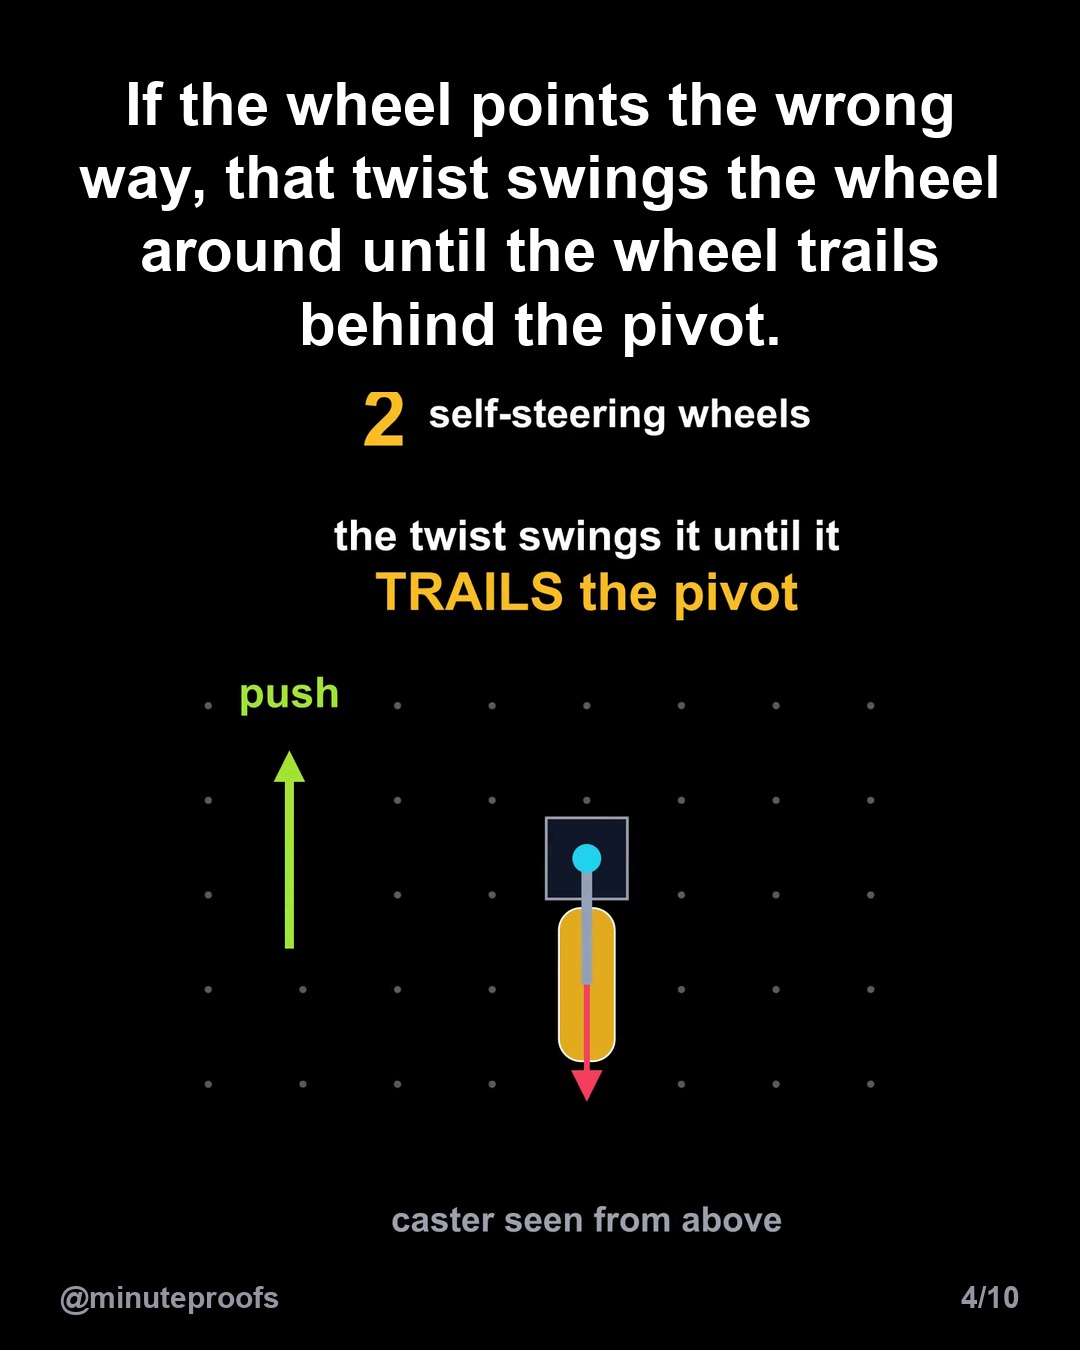 If the wheel points the wrong
way, that twist swings the wheel
around until the wheel trails
behind the pivot.
2 self-steering wheels
the twist swings it until it
TRAILS the pivot
push
caster seen from above
@minuteproofs
4/10